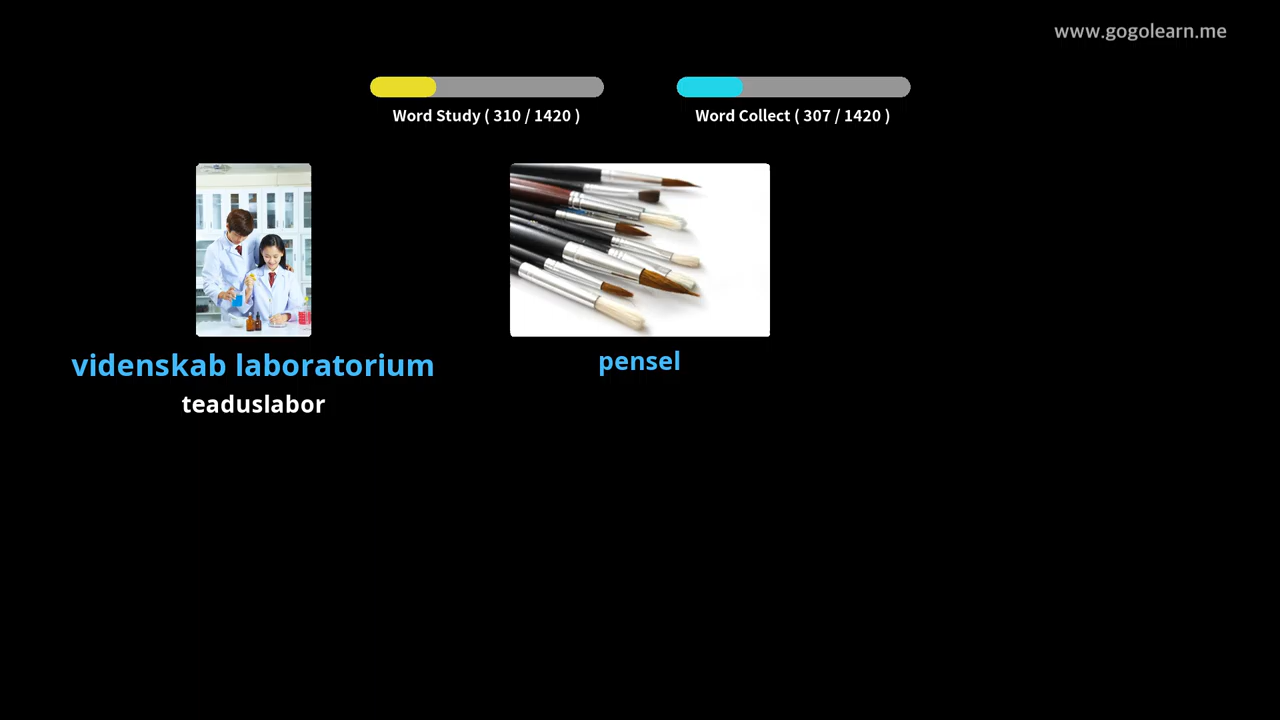 www.gogolearn.me
Word Study ( 310 / 1420 )
Word Collect ( 307 / 1420 )
videnskab laboratorium
teaduslabor
pensel